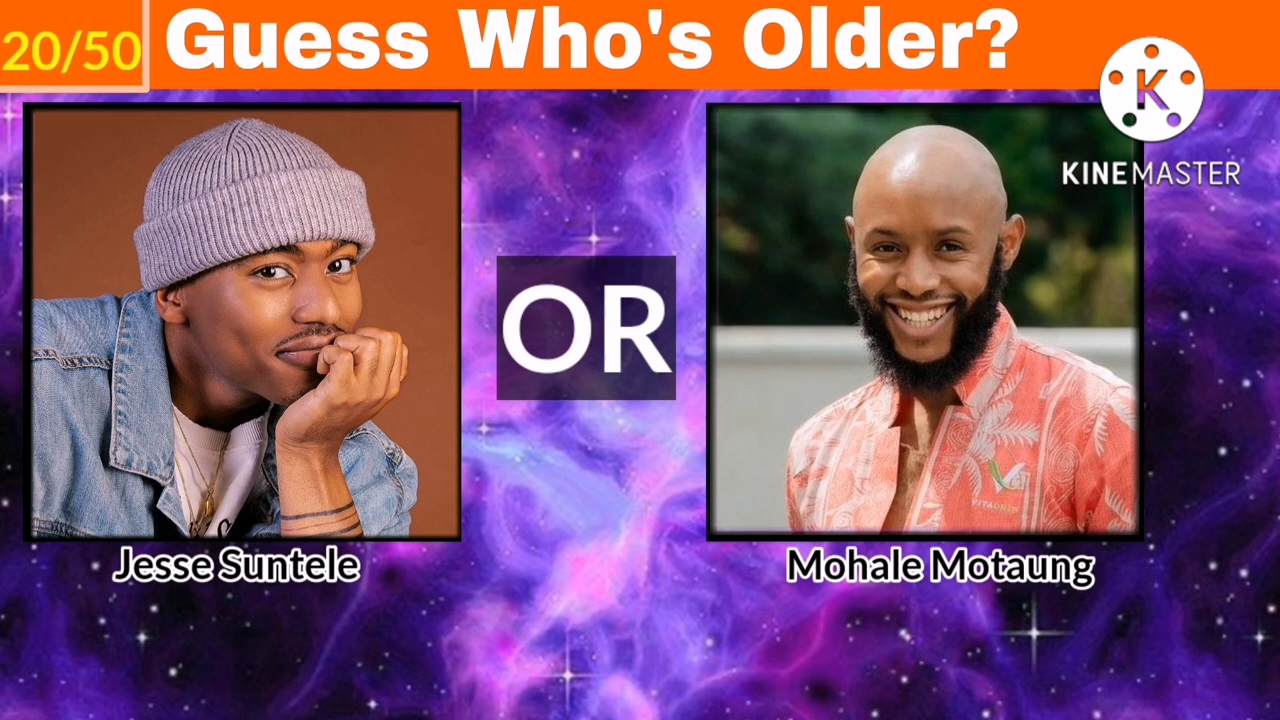 20/50
Guess Who's Older?
K
KINEMASTER
OR
Jesse Suntele
Mohale Motaung